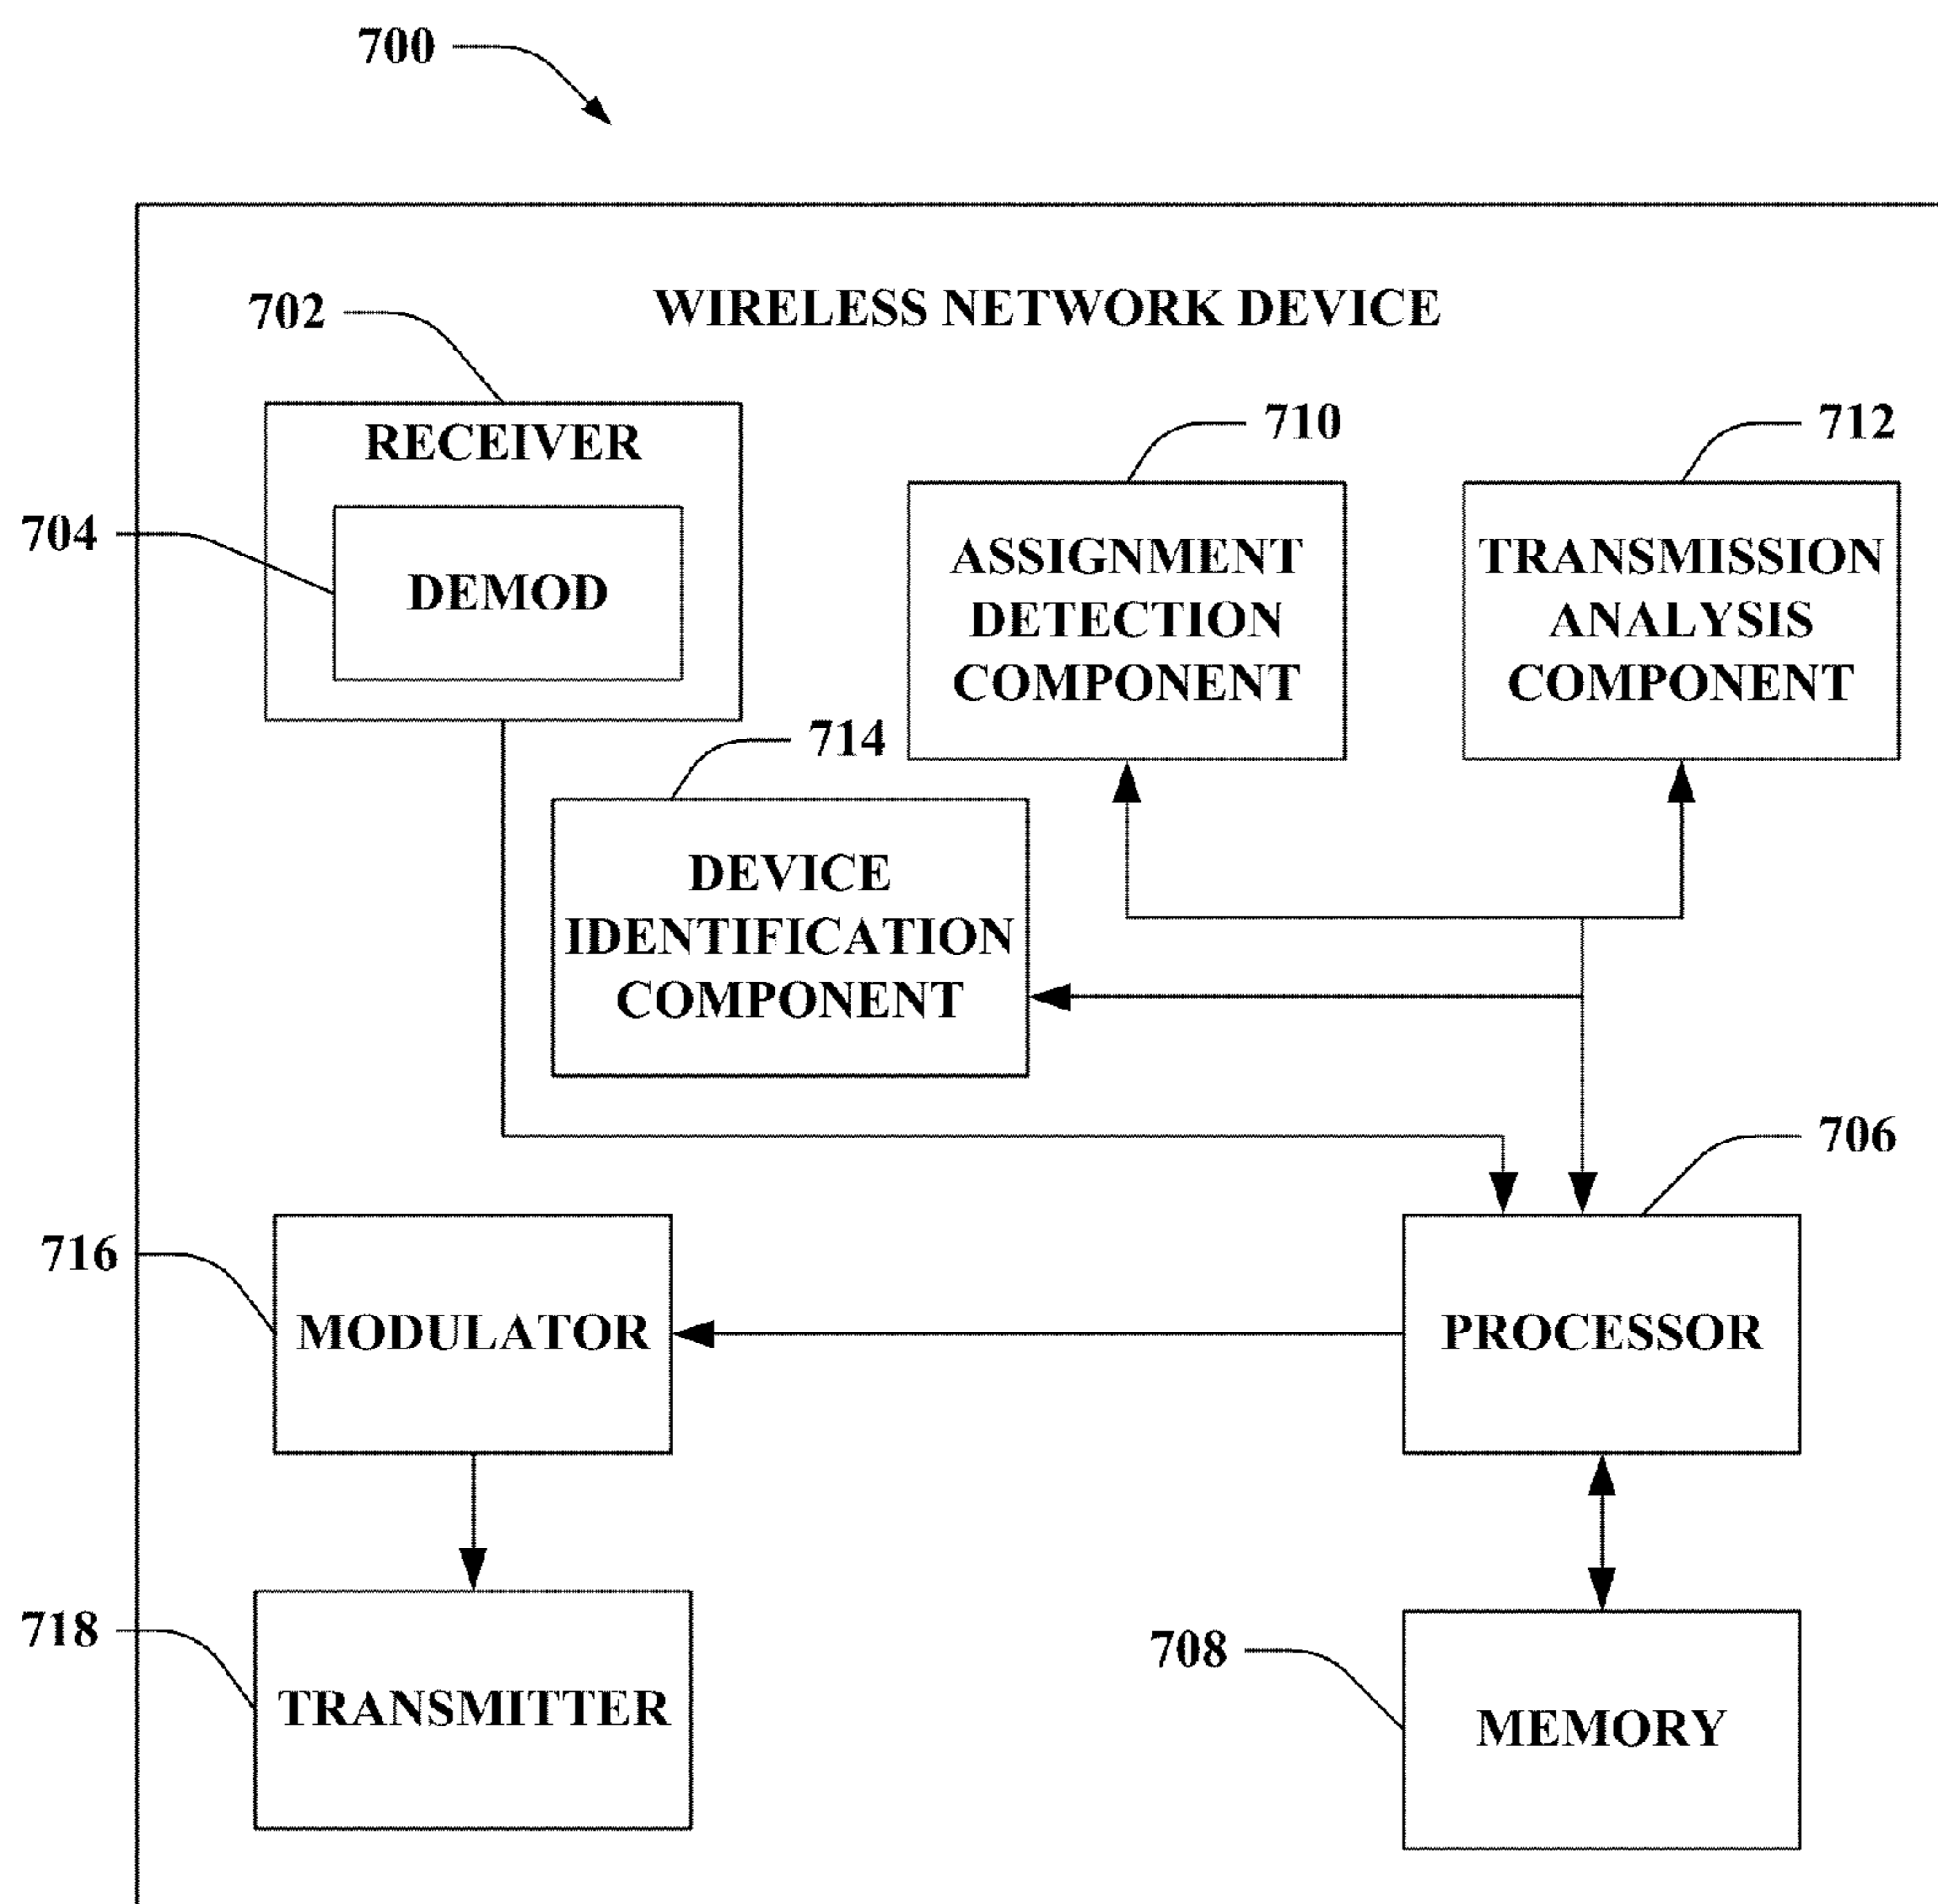 700
WIRELESS NETWORK DEVICE
702
RECEIVER
704
DEMOD
710
ASSIGNMENT
DETECTION
COMPONENT
712
TRANSMISSION
ANALYSIS
COMPONENT
714
DEVICE
IDENTIFICATION
COMPONENT
706
PROCESSOR
716
MODULATOR
718
TRANSMITTER
708
MEMORY